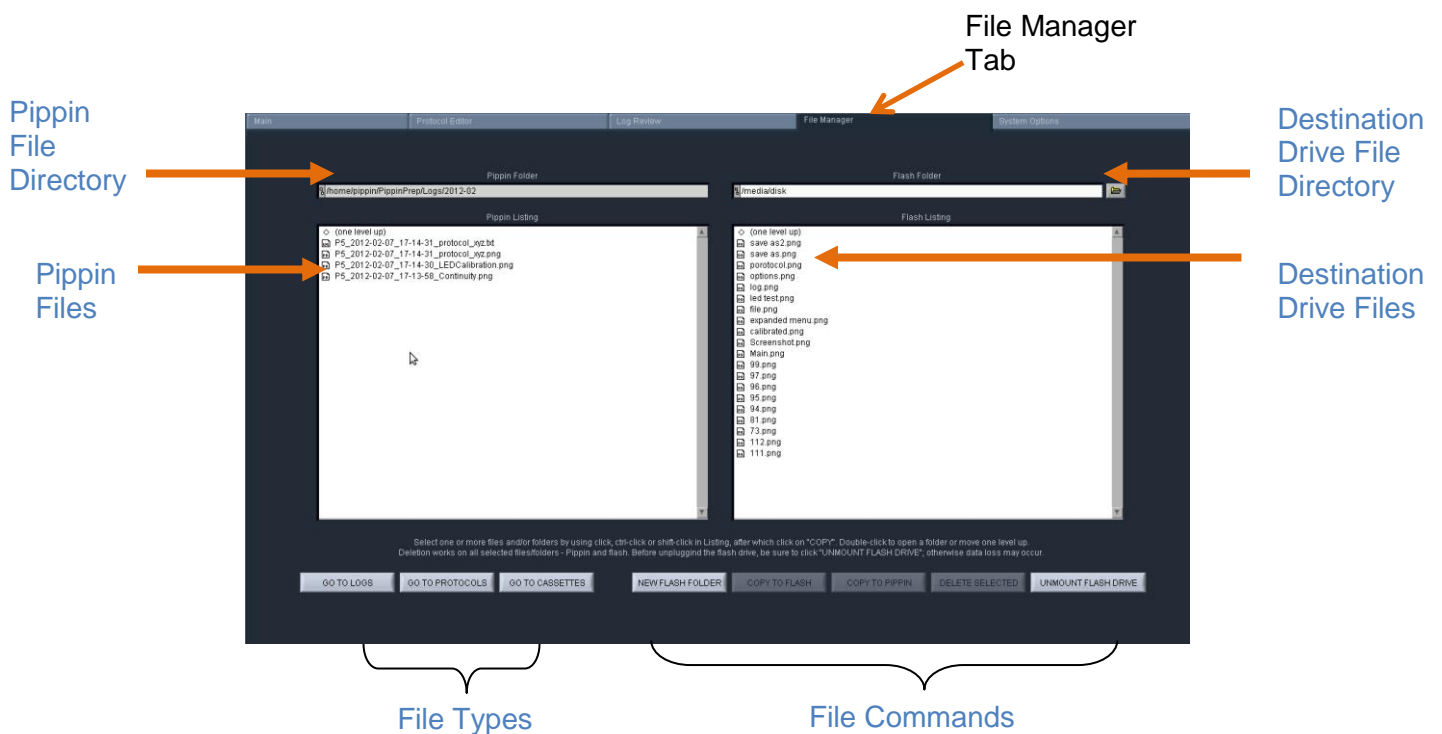 File Manager
Tab
Pippin
File
Directory
Destination
Drive File
Directory
Pippin
Files
Destination
Drive Files
Main
Protocol Editor
Log Review
File Manager
System Options
Pippin Folder
/home/pippin/PippinPrep/Logs/2012-02
Flash Folder
/media/disk
Pippin Listing
(one level up)
P5_2012-02-07_17-14-31_protocol_xyz.txt
P5_2012-02-07_17-14-31_protocol_xyz.png
P5_2012-02-07_17-14-30_LEDCalibration.png
P5_2012-02-07_17-13-58_Continuity.png
Flash Listing
(one level up)
save as2.png
save as.png
porotocol.png
options.png
log.png
led test.png
file.png
expanded menu.png
calibrated.png
Screenshot.png
Main.png
99.png
97.png
96.png
95.png
94.png
81.png
73.png
112.png
111.png
Select one or more files and/or folders by using click, ctrl-click or shift-click in Listing, after which click on "COPY". Double-click to open a folder or move one level up.
Deletion works on all selected files/folders - Pippin and flash. Before unpluggind the flash drive, be sure to click "UNMOUNT FLASH DRIVE"; otherwise data loss may occur.
GO TO LOGS
GO TO PROTOCOLS
GO TO CASSETTES
NEW FLASH FOLDER
COPY TO FLASH
COPY TO PIPPIN
DELETE SELECTED
UNMOUNT FLASH DRIVE
File Types
File Commands